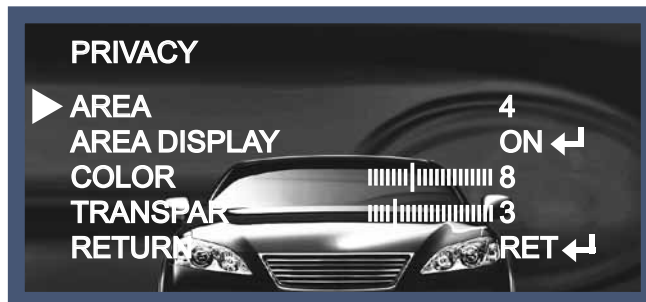 PRIVACY
AREA 4
AREA DISPLAY ON ↵
COLOR 8
TRANSPAR 3
RETURN RET ↵